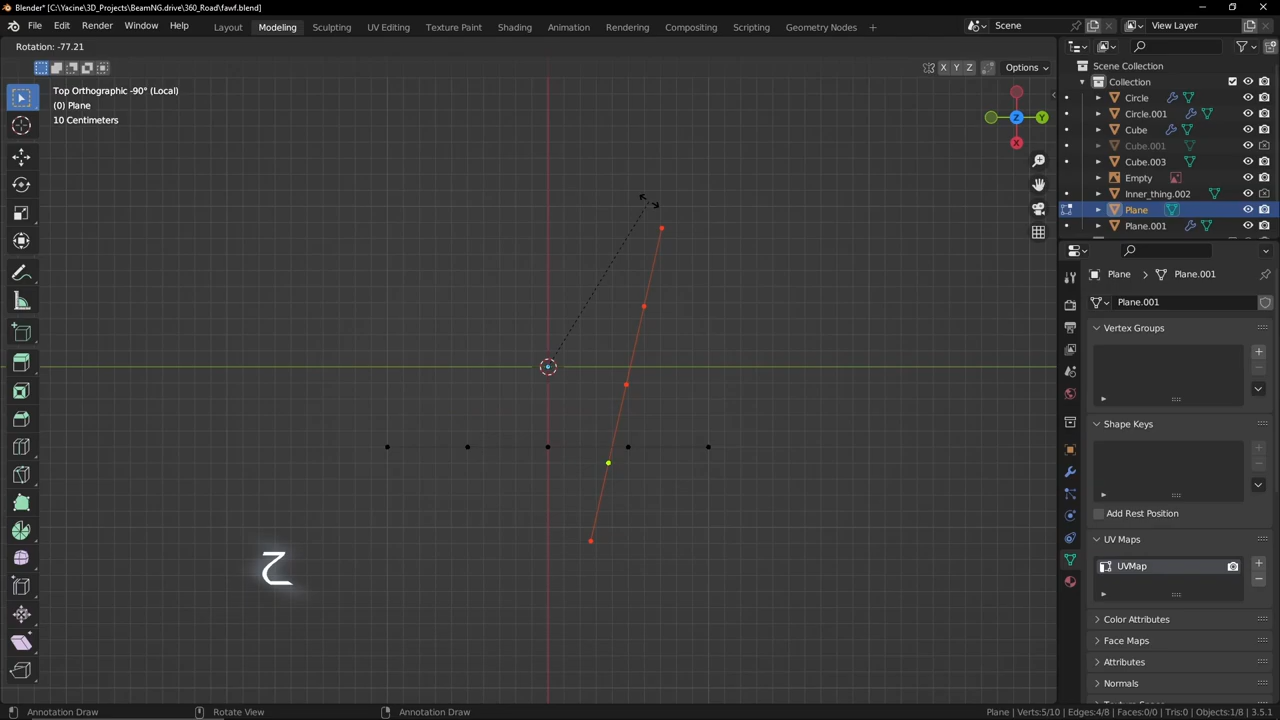 Blender* [C:\Yacine\3D_Projects\BeamNG.drive\360_Road\fawf.blend]
File Edit Render Window Help Layout Modeling Sculpting UV Editing Texture Paint Shading Animation Rendering Compositing Scripting Geometry Nodes Scene View Layer
Rotation: -77.21
X Y Z Options
Top Orthographic -90° (Local)
(0) Plane
10 Centimeters
Z
Y
X
Scene Collection
Collection
Circle
Circle.001
Cube
Cube.001
Cube.003
Empty
Inner_thing.002
Plane
Plane.001
Plane Plane.001
Plane.001
Vertex Groups
Shape Keys
Add Rest Position
UV Maps
UVMap
Color Attributes
Face Maps
Attributes
Normals
Annotation Draw Rotate View Annotation Draw Plane | Verts:5/10 | Edges:4/8 | Faces:0/0 | Tris:0 | Objects:1/8 | 3.5.1